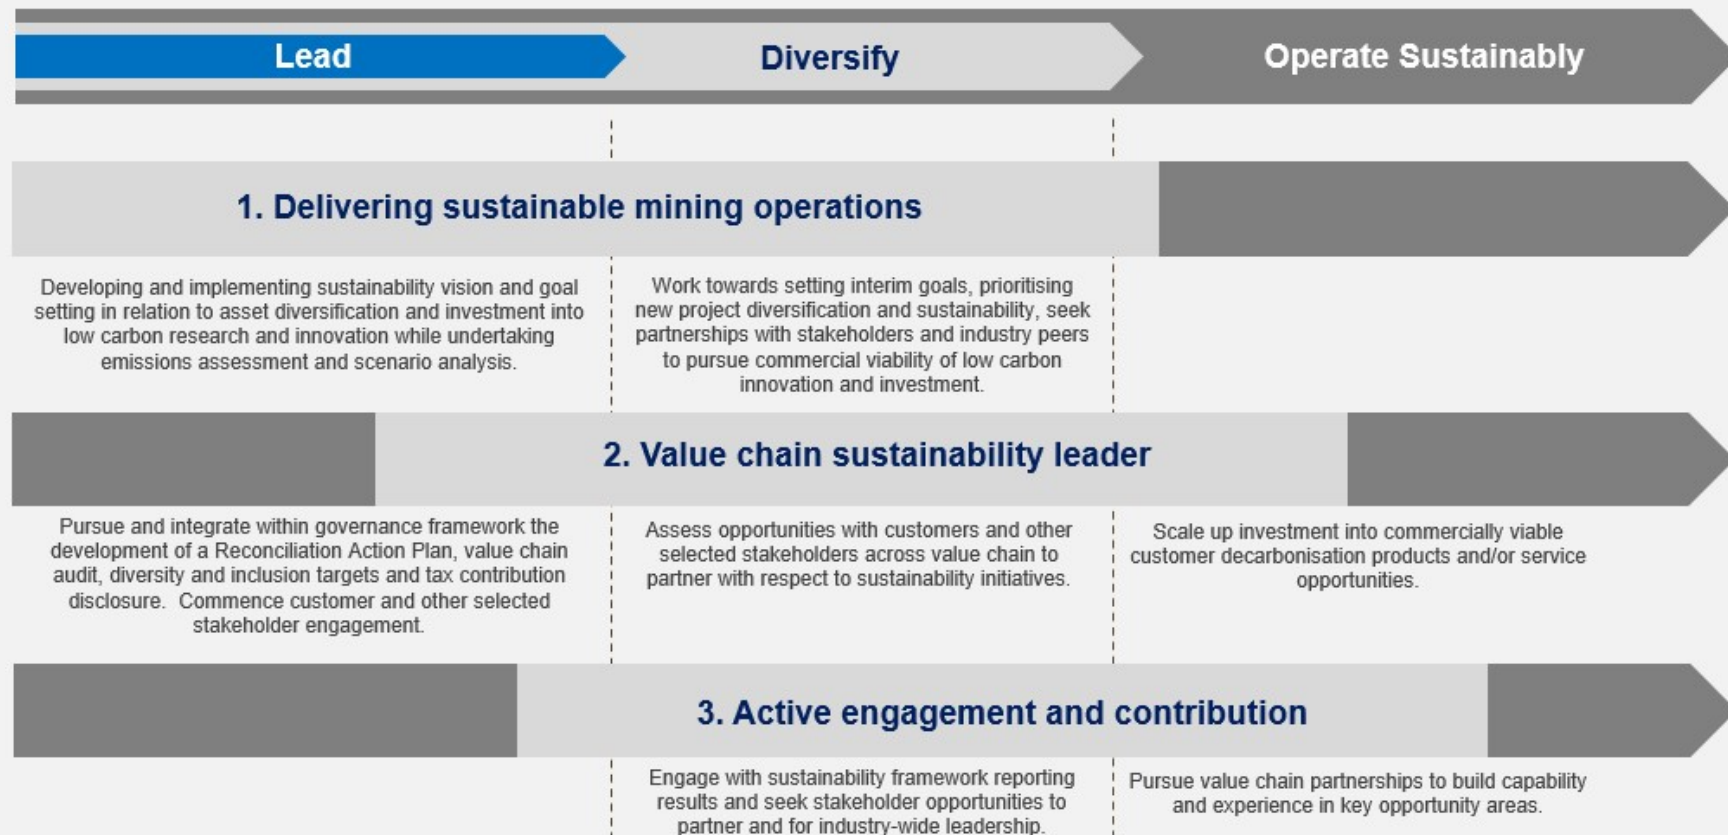 Lead
Diversify
Operate Sustainably
1. Delivering sustainable mining operations
Developing and implementing sustainability vision and goal
setting in relation to asset diversification and investment into
low carbon research and innovation while undertaking
emissions assessment and scenario analysis.
Work towards setting interim goals, prioritising
new project diversification and sustainability, seek
partnerships with stakeholders and industry peers
to pursue commercial viability of low carbon
innovation and investment.
2. Value chain sustainability leader
Pursue and integrate within governance framework the
development of a Reconciliation Action Plan, value chain
audit, diversity and inclusion targets and tax contribution
disclosure.  Commence customer and other selected
stakeholder engagement.
Assess opportunities with customers and other
selected stakeholders across value chain to
partner with respect to sustainability initiatives.
Scale up investment into commercially viable
customer decarbonisation products and/or service
opportunities.
3. Active engagement and contribution
Engage with sustainability framework reporting
results and seek stakeholder opportunities to
partner and for industry-wide leadership.
Pursue value chain partnerships to build capability
and experience in key opportunity areas.